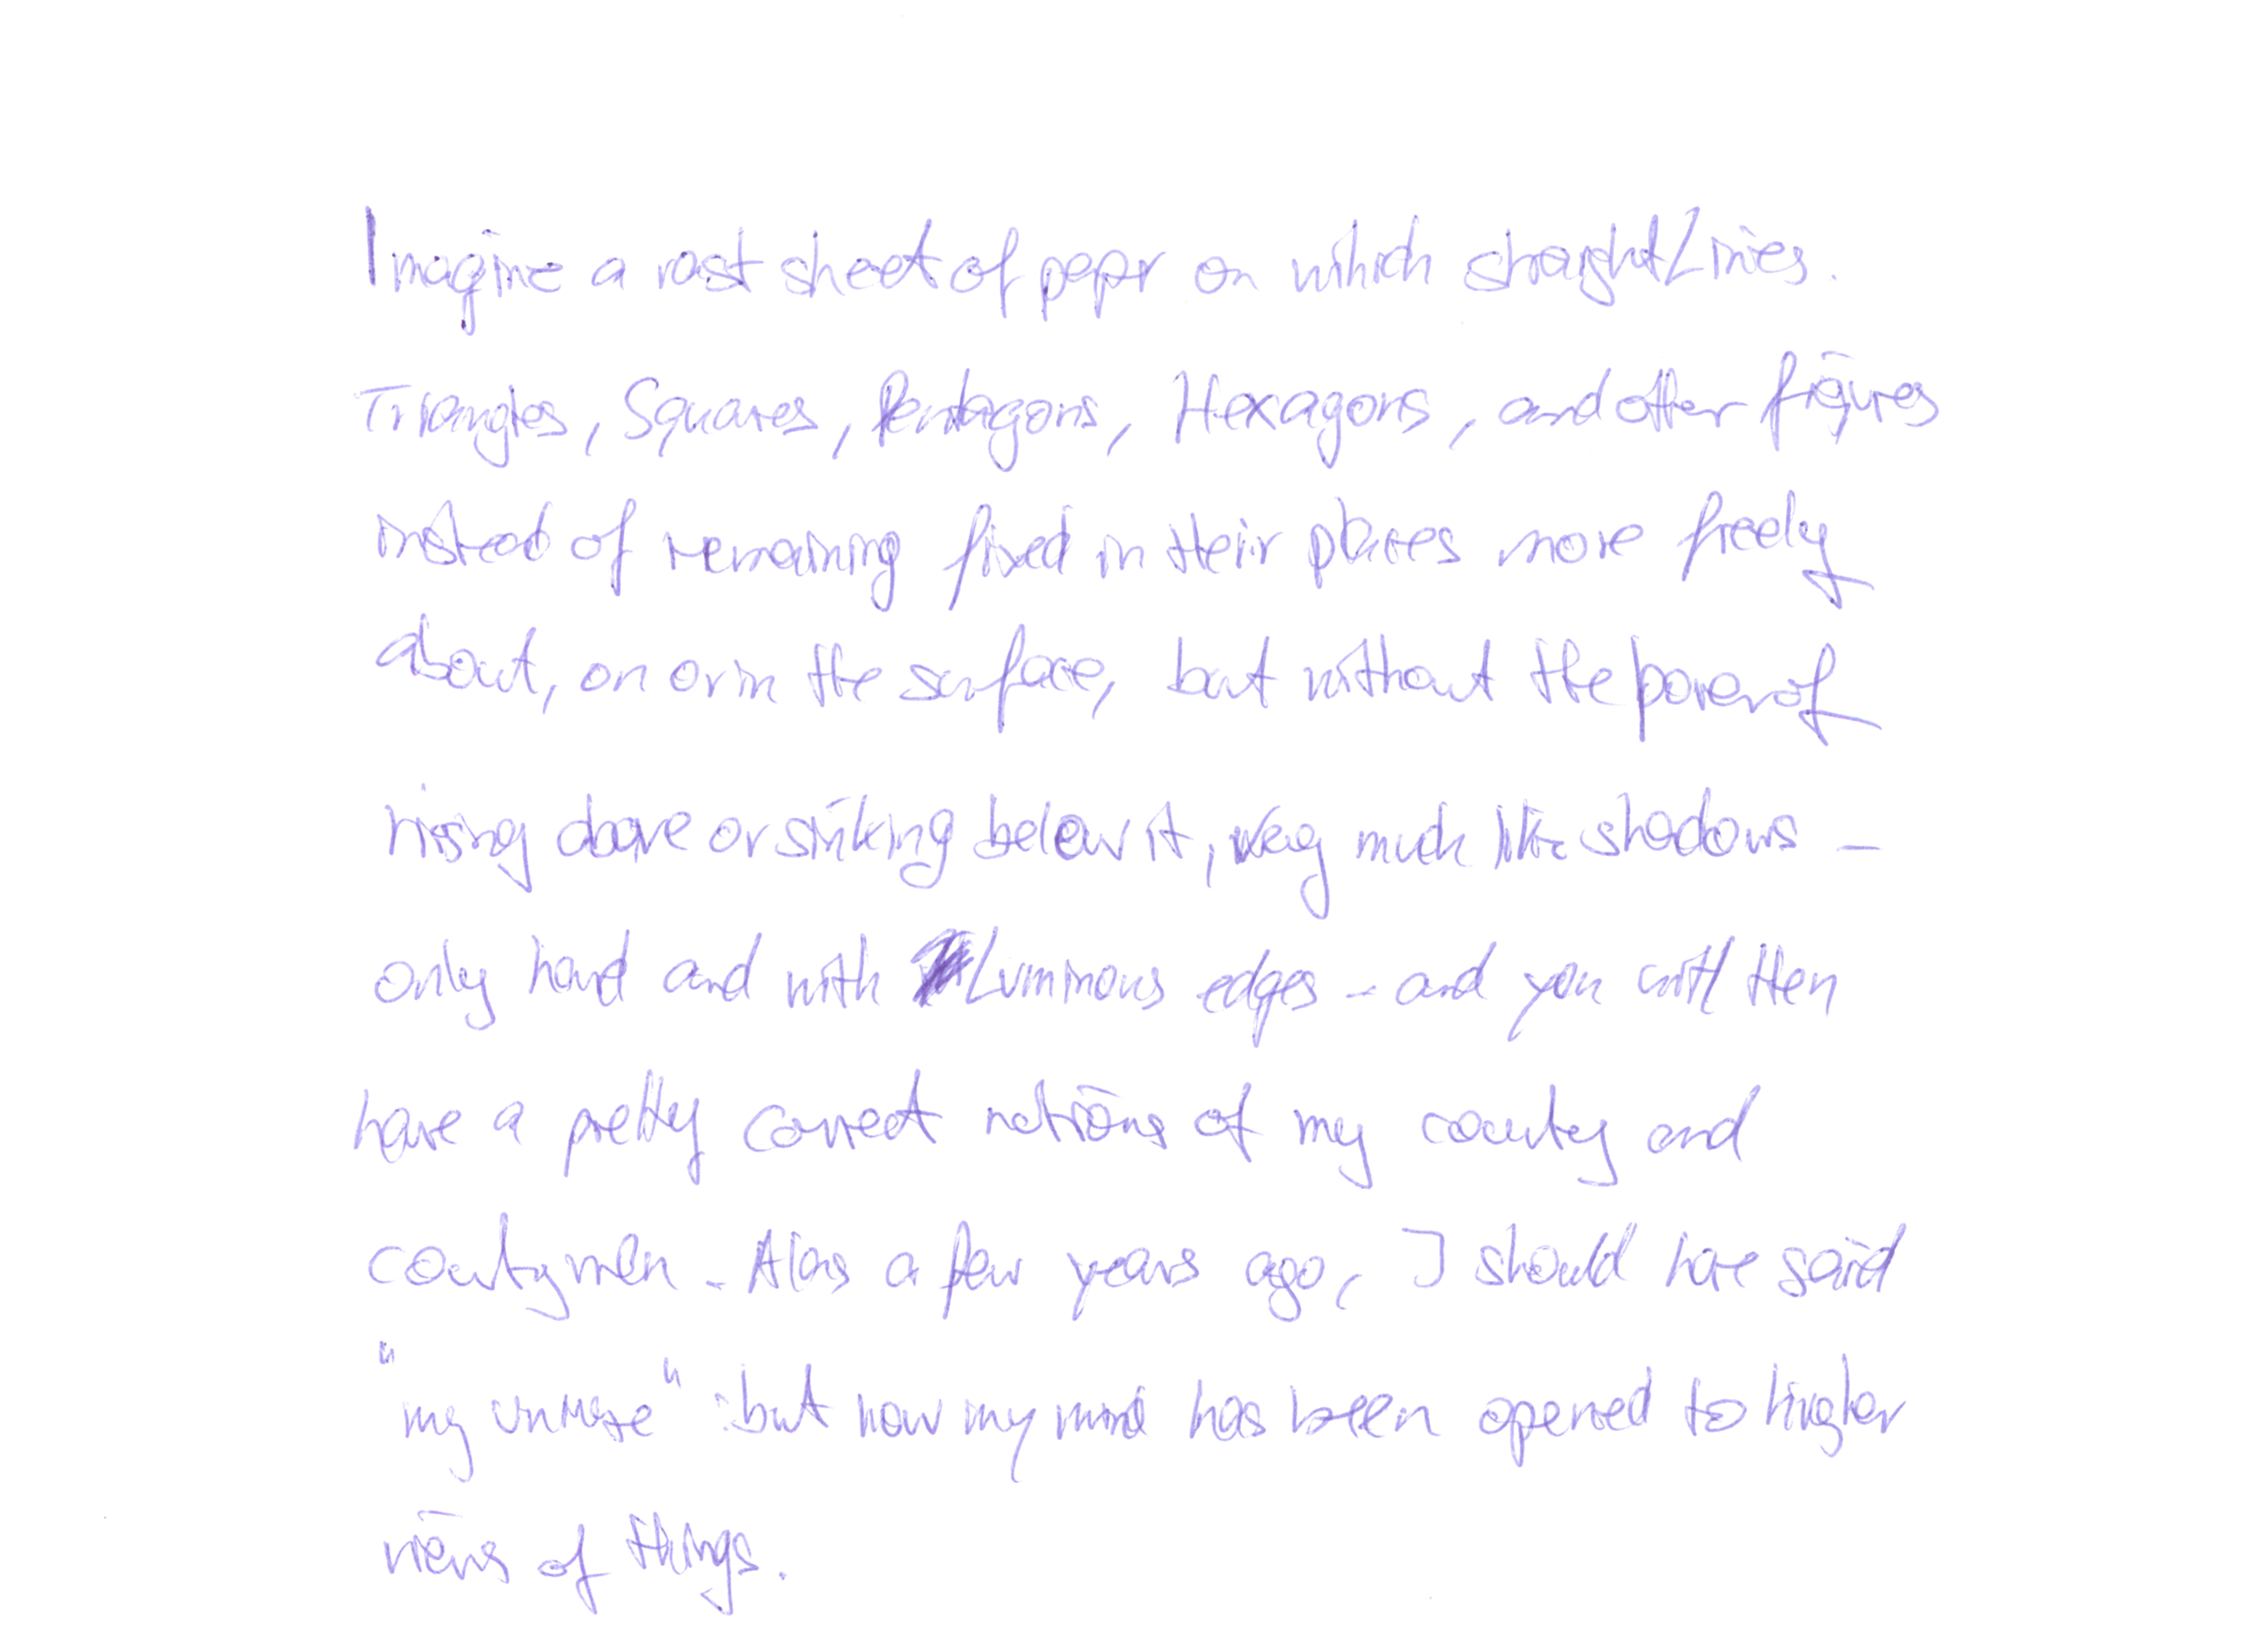 Imagine a vast sheet of paper on which straight Lines.
Triangles, Squares, Pentagons, Hexagons, and other figures
instead of remaining fixed in their places more freely
about, on or in the surface, but without the power of
rising above or sinking below it, very much like shadows -
only hard and with Luminous edges - and you will then
have a pretty correct notions of my country and
countrymen. Alas a few years ago, I should have said
"my universe" : but now my mind has been opened to higher
views of things.